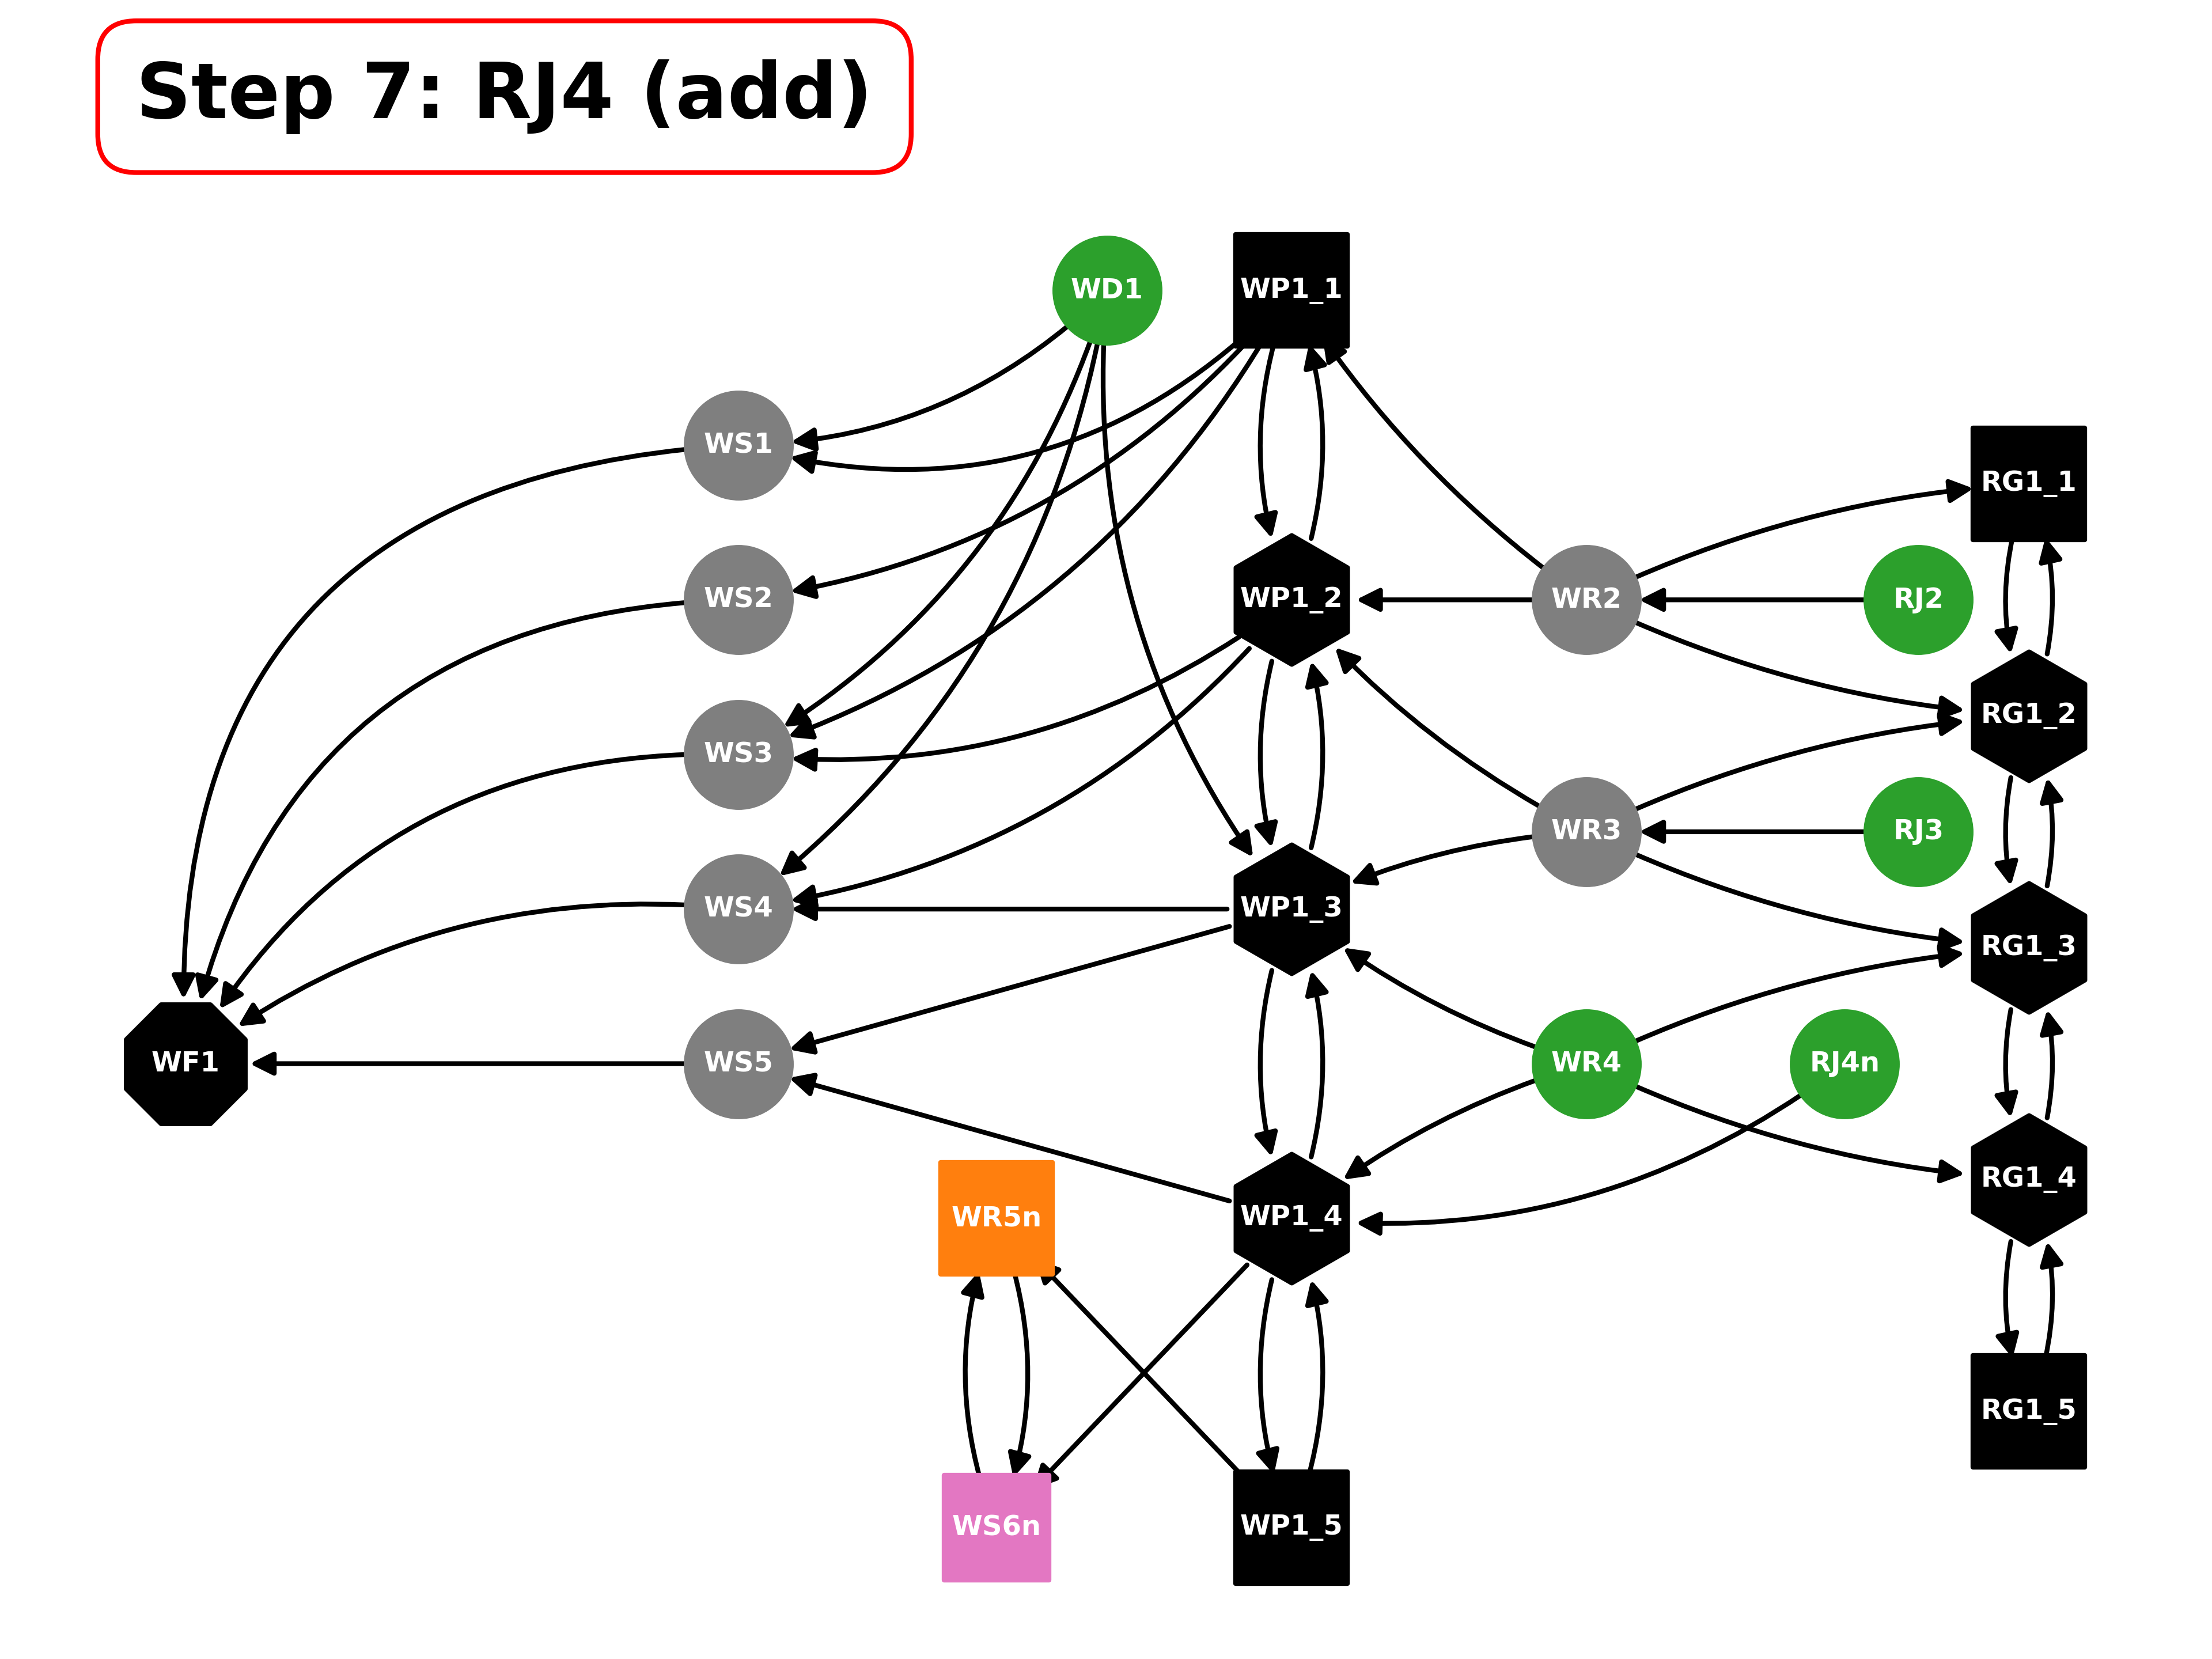 Step 7: RJ4 (add)
WD1
WP1_1
WS1
RG1_1
WS2
WP1_2
WR2
RJ2
RG1_2
WS3
WR3
RJ3
WS4
WP1_3
RG1_3
WF1
WS5
WR4
RJ4n
RG1_4
WR5n
WP1_4
RG1_5
WS6n
WP1_5